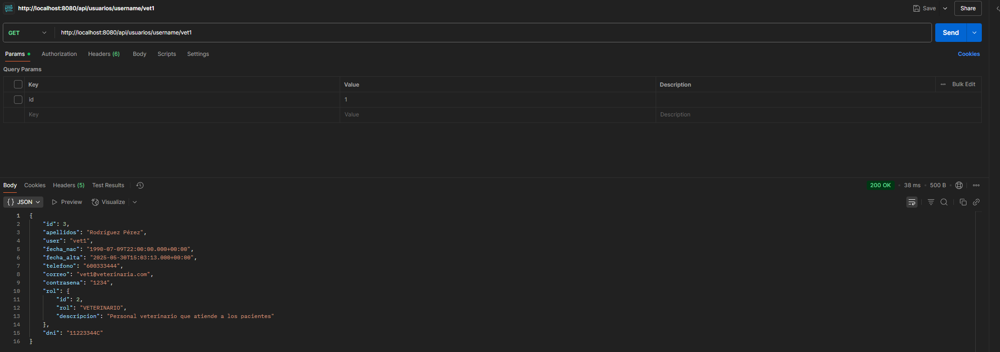 HTTP http://localhost:8080/api/usuarios/username/vet1 Save Share
GET http://localhost:8080/api/usuarios/username/vet1 Send
Params Authorization Headers (6) Body Scripts Settings Cookies
Query Params
Key Value Description Bulk Edit
id 1
Key Value Description
Body Cookies Headers (5) Test Results 200 OK 38 ms 500 B
{} JSON Preview Visualize
1 {
2 "id": 3,
3 "apellidos": "Rodríguez Pérez",
4 "user": "vet1",
5 "fecha_nac": "1990-07-09T22:00:00.000+00:00",
6 "fecha_alta": "2025-05-30T15:03:13.000+00:00",
7 "telefono": "600333444",
8 "correo": "vet1@veterinaria.com",
9 "contrasena": "1234",
10 "rol": {
11 "id": 2,
12 "rol": "VETERINARIO",
13 "descripcion": "Personal veterinario que atiende a los pacientes"
14 },
15 "dni": "11223344C"
16 }